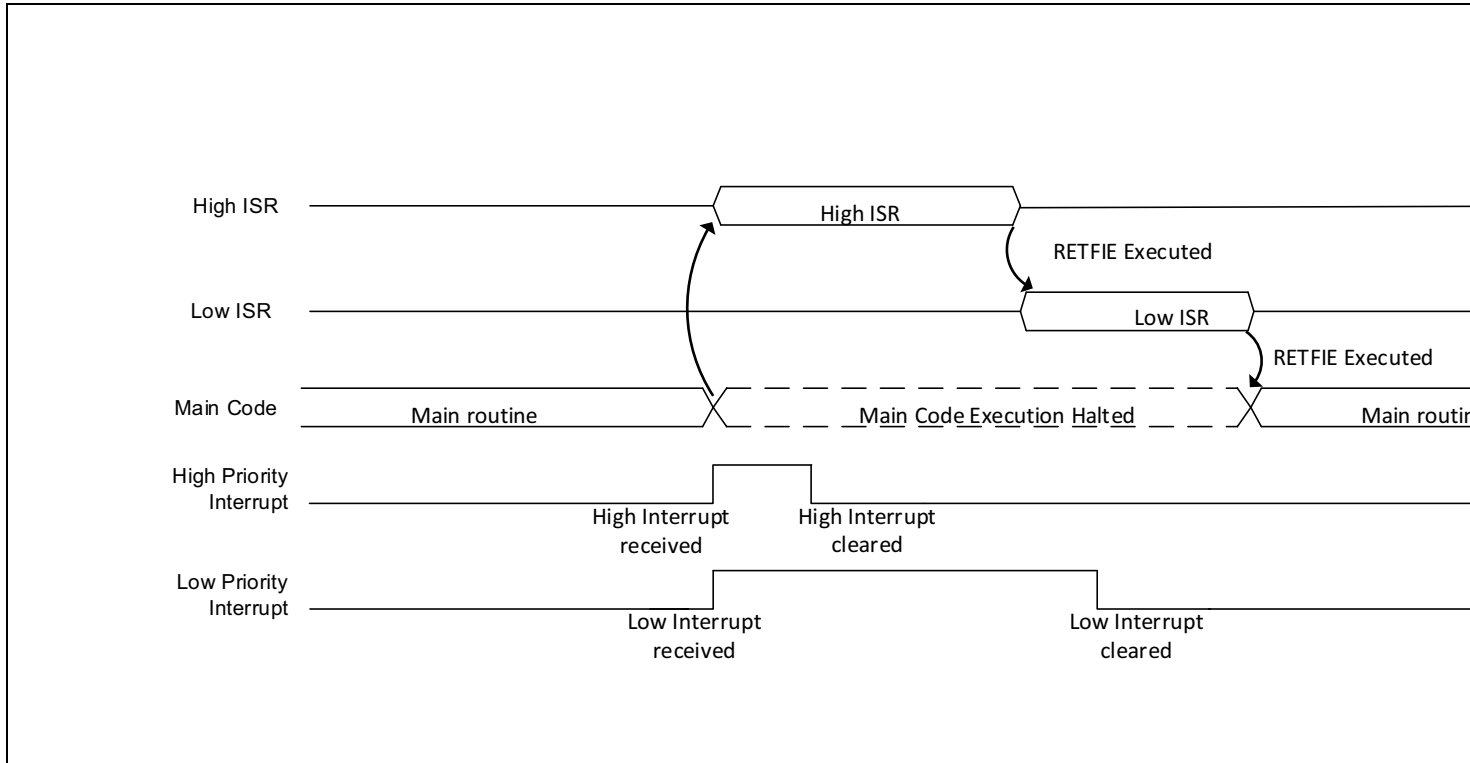 High ISR
High ISR
RETFIE Executed
Low ISR
Low ISR
RETFIE Executed
Main Code
Main routine
Main Code Execution Halted
High Priority
Interrupt
High Interrupt
received
High Interrupt
cleared
Low Priority
Interrupt
Low Interrupt
received
Low Interrupt
cleared